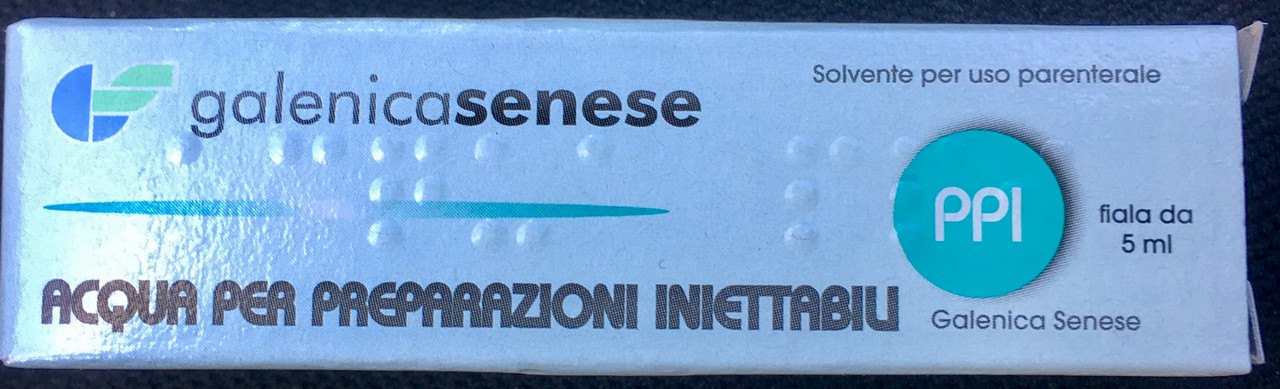 galenicasenese
Solvente per uso parenterale
PPI
fiala da
5 ml
ACQUA PER PREPARAZIONI INIETTABILI
Galenica Senese